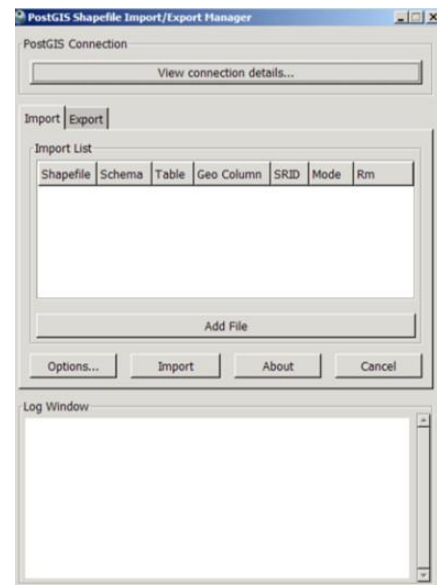 PostGIS Shapefile Import/Export Manager
PostGIS Connection
View connection details...
Import Export
Import List
Shapefile Schema Table Geo Column SRID Mode Rm
Add File
Options... Import About Cancel
Log Window